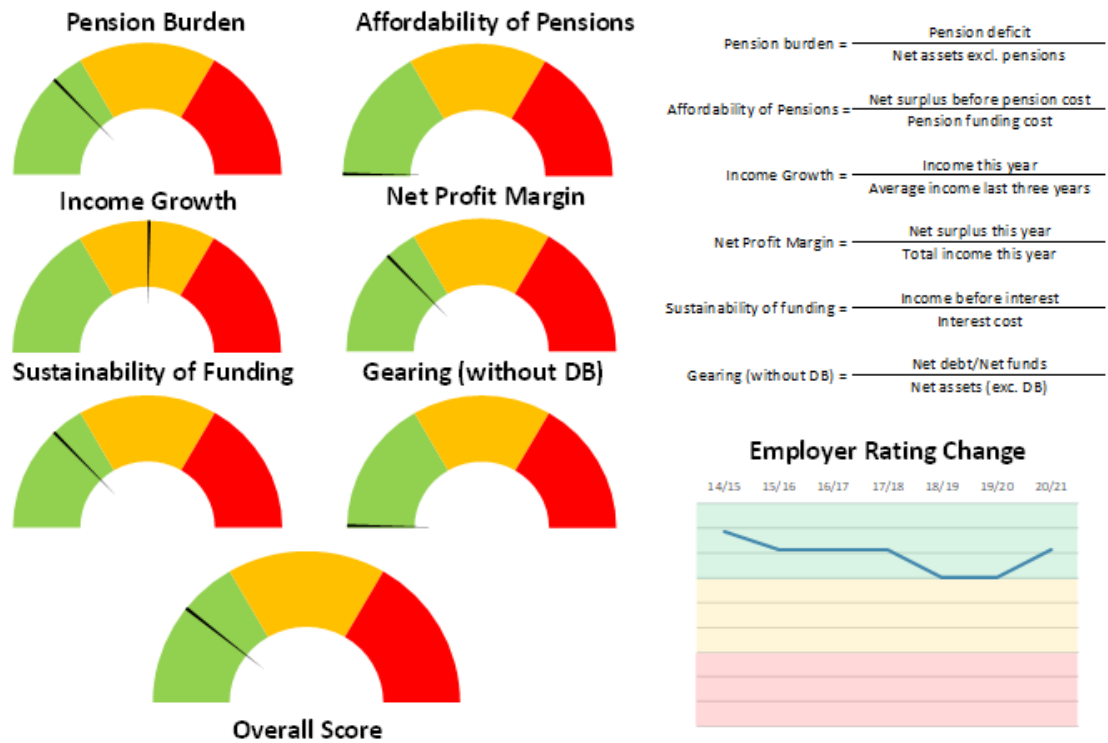 Pension Burden
Affordability of Pensions
Income Growth
Net Profit Margin
Sustainability of Funding
Gearing (without DB)
Overall Score
Pension burden = Pension deficit
Net assets excl. pensions
Affordability of Pensions = Net surplus before pension cost
Pension funding cost
Income Growth = Income this year
Average income last three years
Net Profit Margin = Net surplus this year
Total income this year
Sustainability of funding = Income before interest
Interest cost
Gearing (without DB) = Net debt/Net funds
Net assets (exc. DB)
Employer Rating Change
14/15 15/16 16/17 17/18 18/19 19/20 20/21